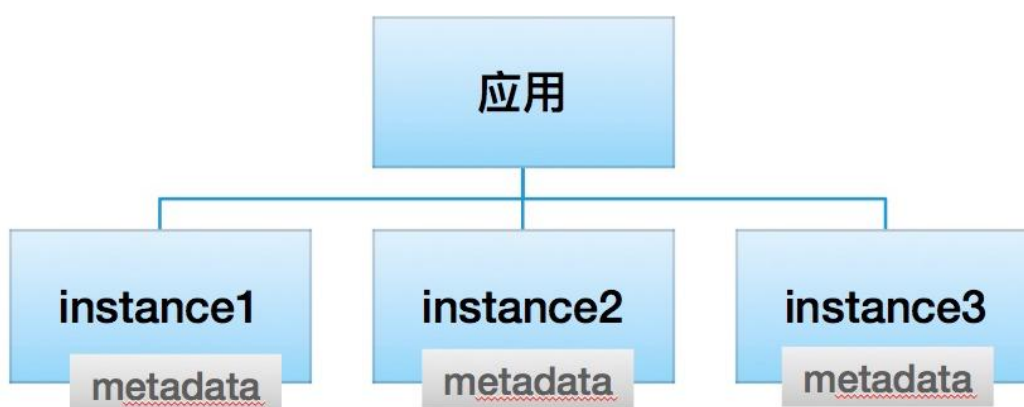 应用
instance1
instance2
instance3
metadata
metadata
metadata